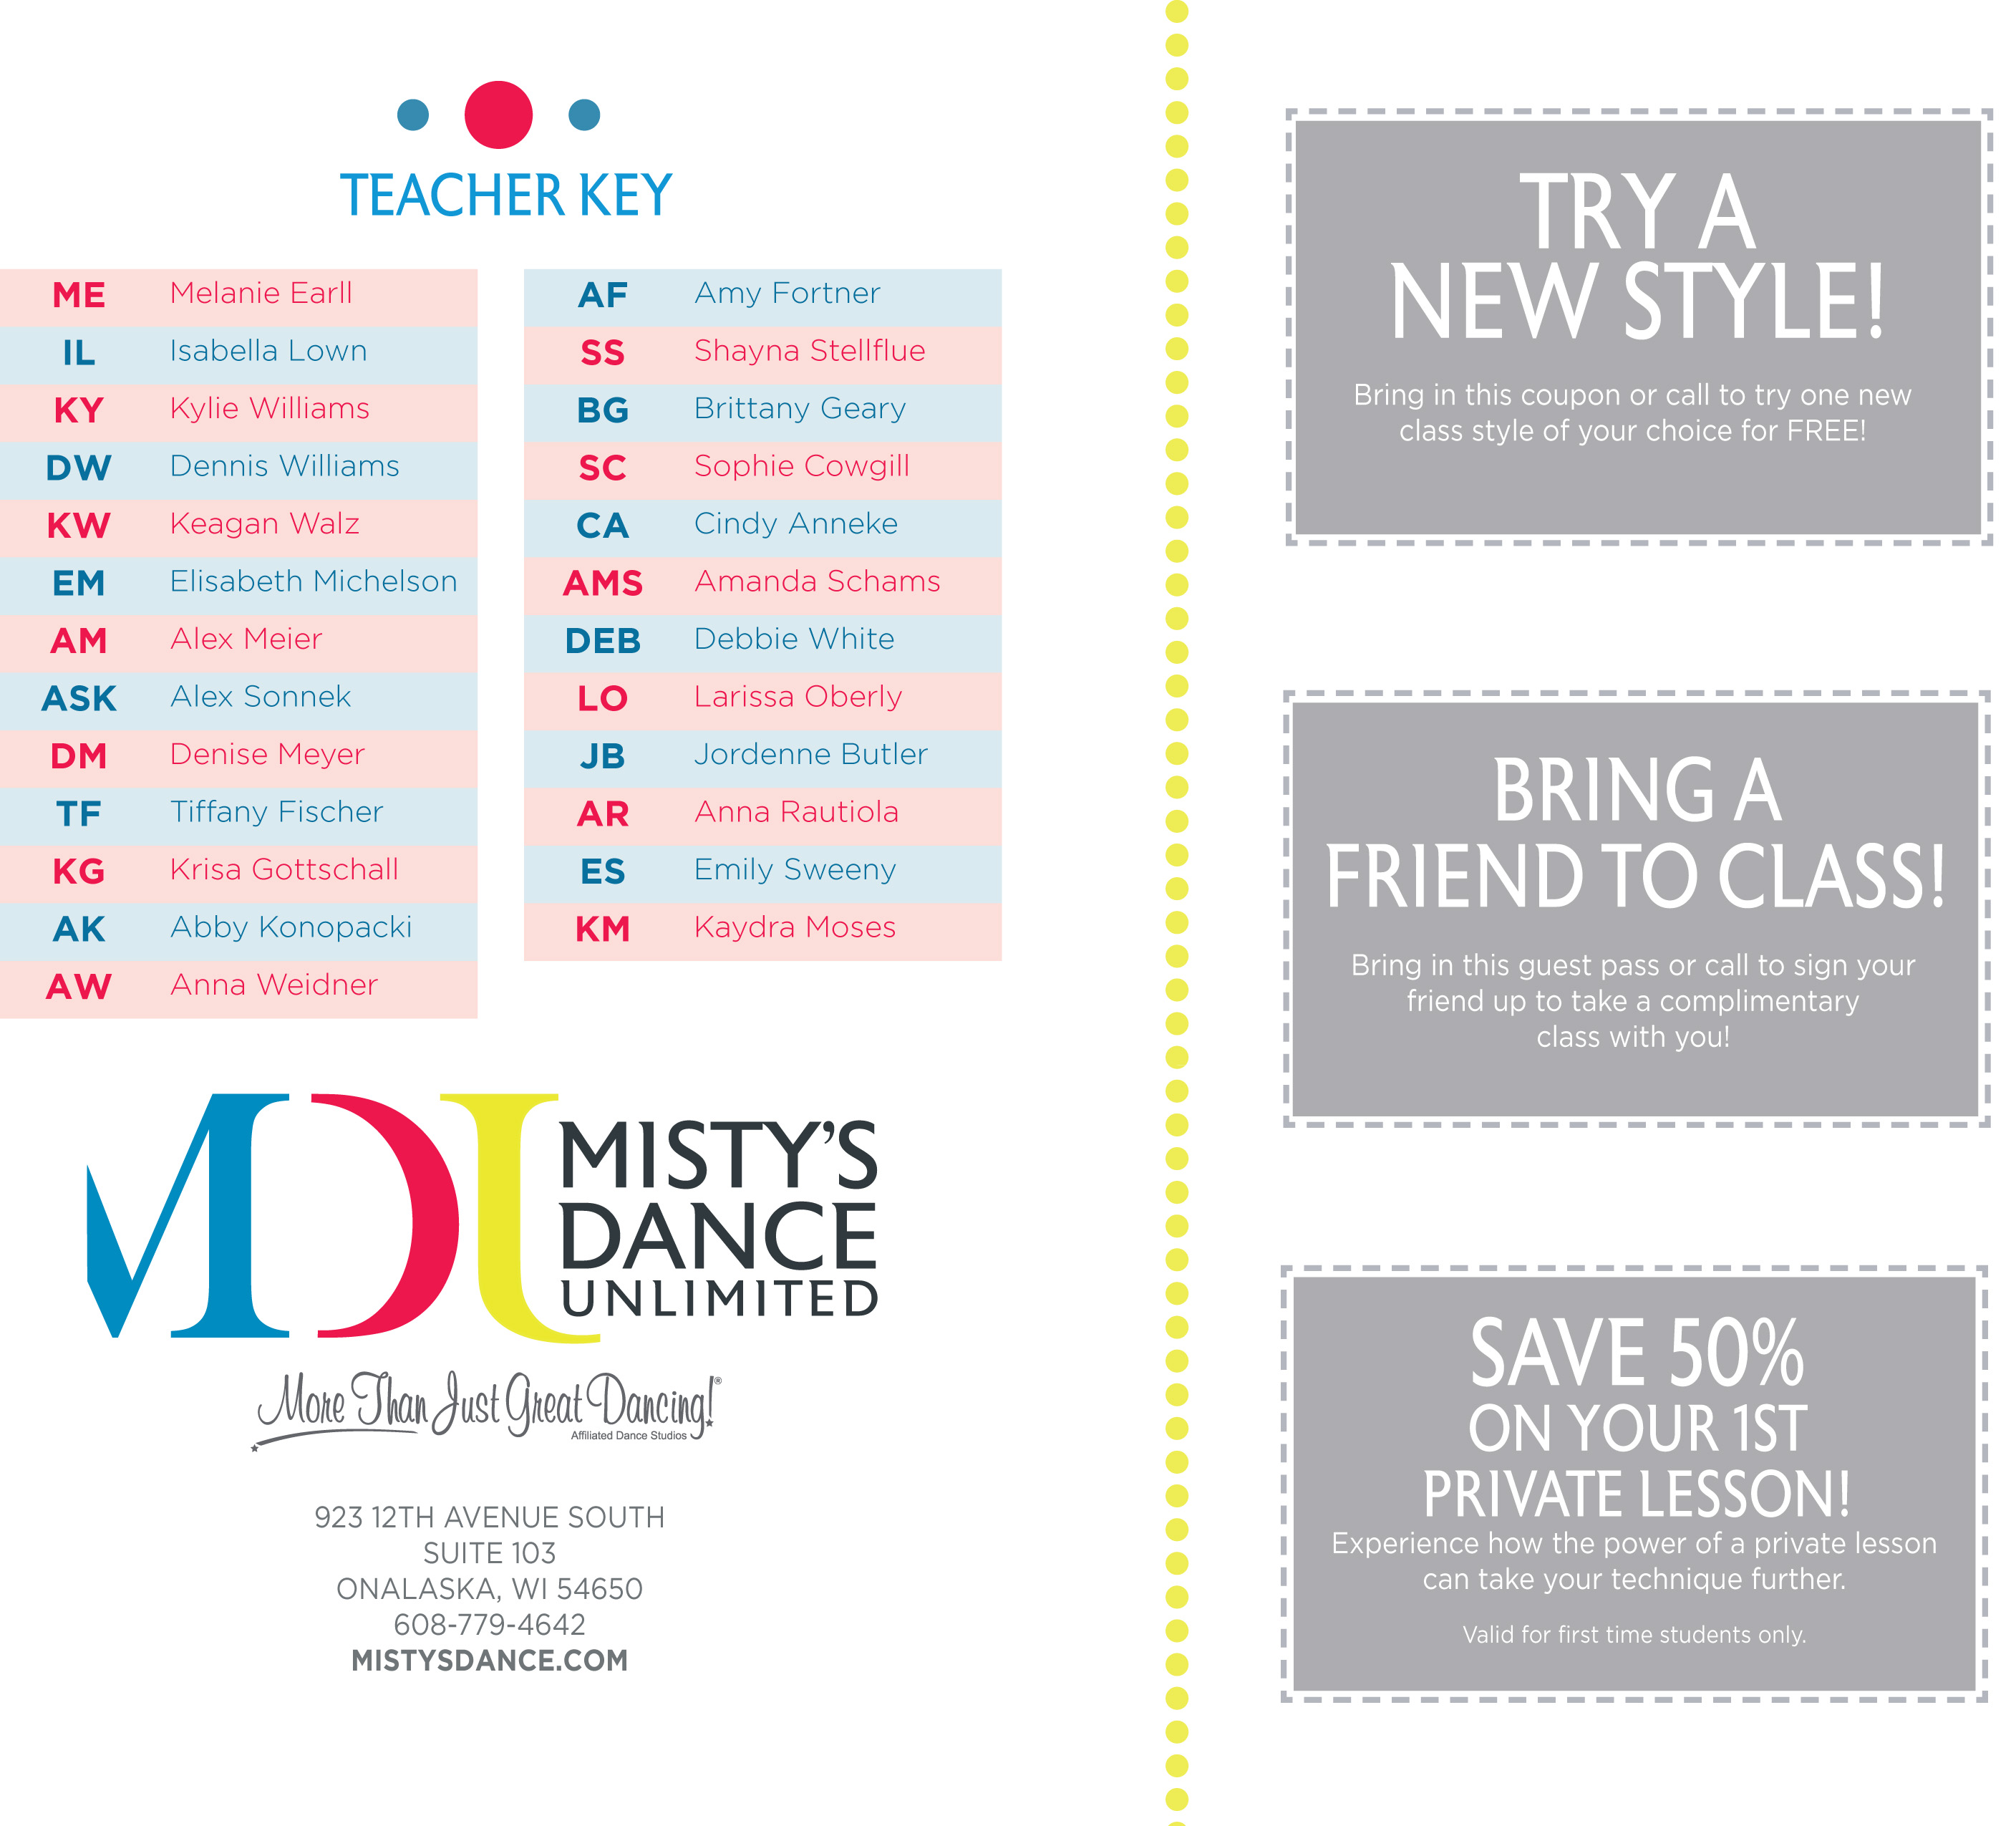 TEACHER KEY
ME Melanie Earll
IL Isabella Lown
KY Kylie Williams
DW Dennis Williams
KW Keagan Walz
EM Elisabeth Michelson
AM Alex Meier
ASK Alex Sonnek
DM Denise Meyer
TF Tiffany Fischer
KG Krisa Gottschall
AK Abby Konopacki
AW Anna Weidner
AF Amy Fortner
SS Shayna Stellflue
BG Brittany Geary
SC Sophie Cowgill
CA Cindy Anneke
AMS Amanda Schams
DEB Debbie White
LO Larissa Oberly
JB Jordenne Butler
AR Anna Rautiola
ES Emily Sweeny
KM Kaydra Moses
MDU
MISTY'S
DANCE
UNLIMITED
More Than Just Great Dancing!®
Affiliated Dance Studios
923 12TH AVENUE SOUTH
SUITE 103
ONALASKA, WI 54650
608-779-4642
MISTYSDANCE.COM
TRY A
NEW STYLE!
Bring in this coupon or call to try one new
class style of your choice for FREE!
BRING A
FRIEND TO CLASS!
Bring in this guest pass or call to sign your
friend up to take a complimentary
class with you!
SAVE 50%
ON YOUR 1ST
PRIVATE LESSON!
Experience how the power of a private lesson
can take your technique further.
Valid for first time students only.